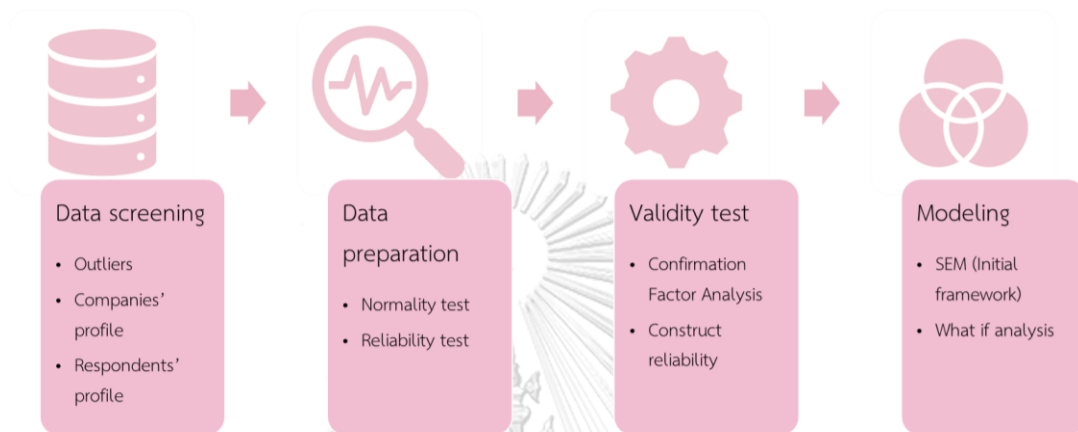 Data screening
• Outliers
• Companies’
profile
• Respondents’
profile
Data
preparation
• Normality test
• Reliability test
Validity test
• Confirmation
Factor Analysis
• Construct
reliability
Modeling
• SEM (Initial
framework)
• What if analysis